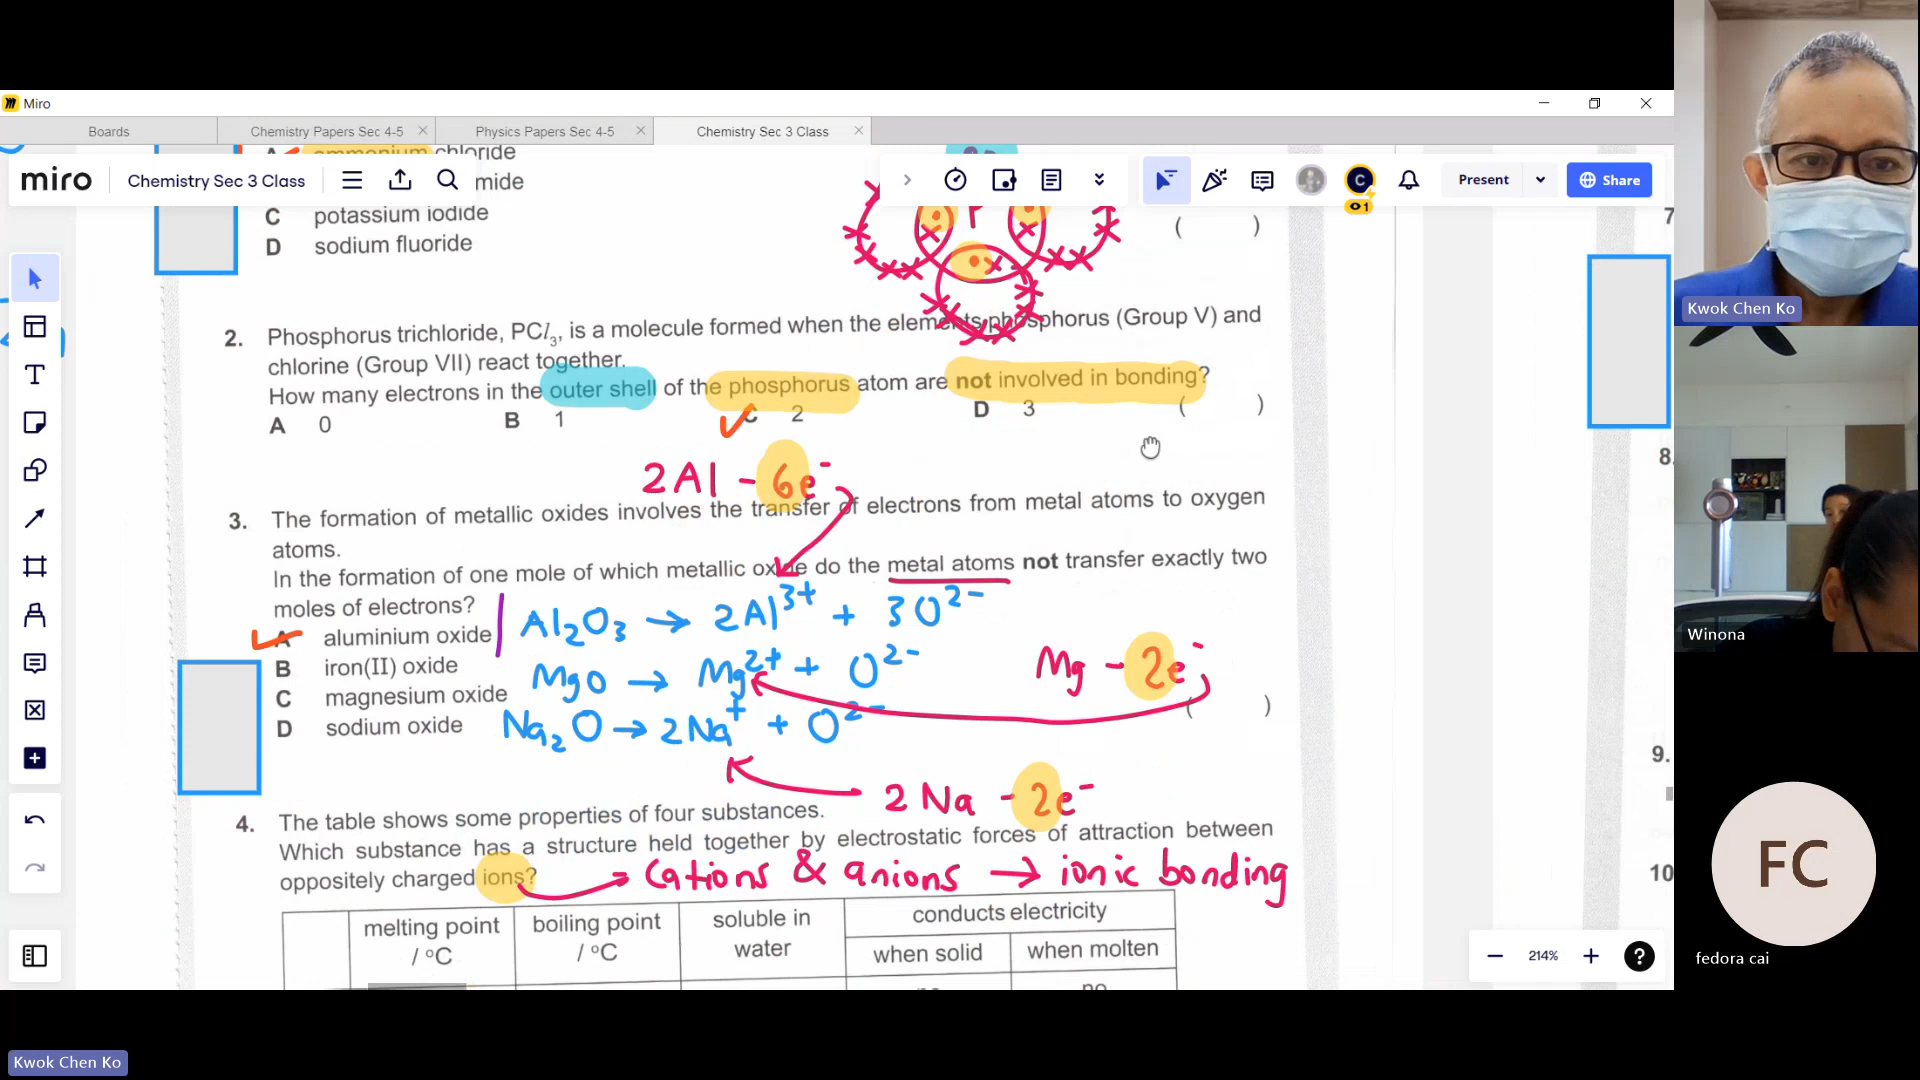 Miro
Boards
Chemistry Papers Sec 4-5
Physics Papers Sec 4-5
Chemistry Sec 3 Class
miro
Chemistry Sec 3 Class
Present
Share
C
1
ammonium chloride
C potassium iodide
D sodium fluoride
( )
P
2. Phosphorus trichloride, PCl3, is a molecule formed when the elements phosphorus (Group V) and
chlorine (Group VII) react together.
How many electrons in the outer shell of the phosphorus atom are not involved in bonding?
A 0 B 1 C 2 D 3 ( )
2Al - 6e⁻
3. The formation of metallic oxides involves the transfer of electrons from metal atoms to oxygen
atoms.
In the formation of one mole of which metallic oxide do the metal atoms not transfer exactly two
moles of electrons?
A aluminium oxide
Al₂O₃ → 2Al³⁺ + 3O²⁻
B iron(II) oxide
MgO → Mg²⁺ + O²⁻
Mg - 2e⁻
C magnesium oxide
( )
D sodium oxide
Na₂O → 2Na⁺ + O²⁻
2Na - 2e⁻
4. The table shows some properties of four substances.
Which substance has a structure held together by electrostatic forces of attraction between
oppositely charged ions?
cations & anions → ionic bonding
melting point
/ °C
boiling point
/ °C
soluble in
water
conducts electricity
when solid
when molten
no
7
8.
9.
10
214%
?
Kwok Chen Ko
Winona
FC
fedora cai
Kwok Chen Ko